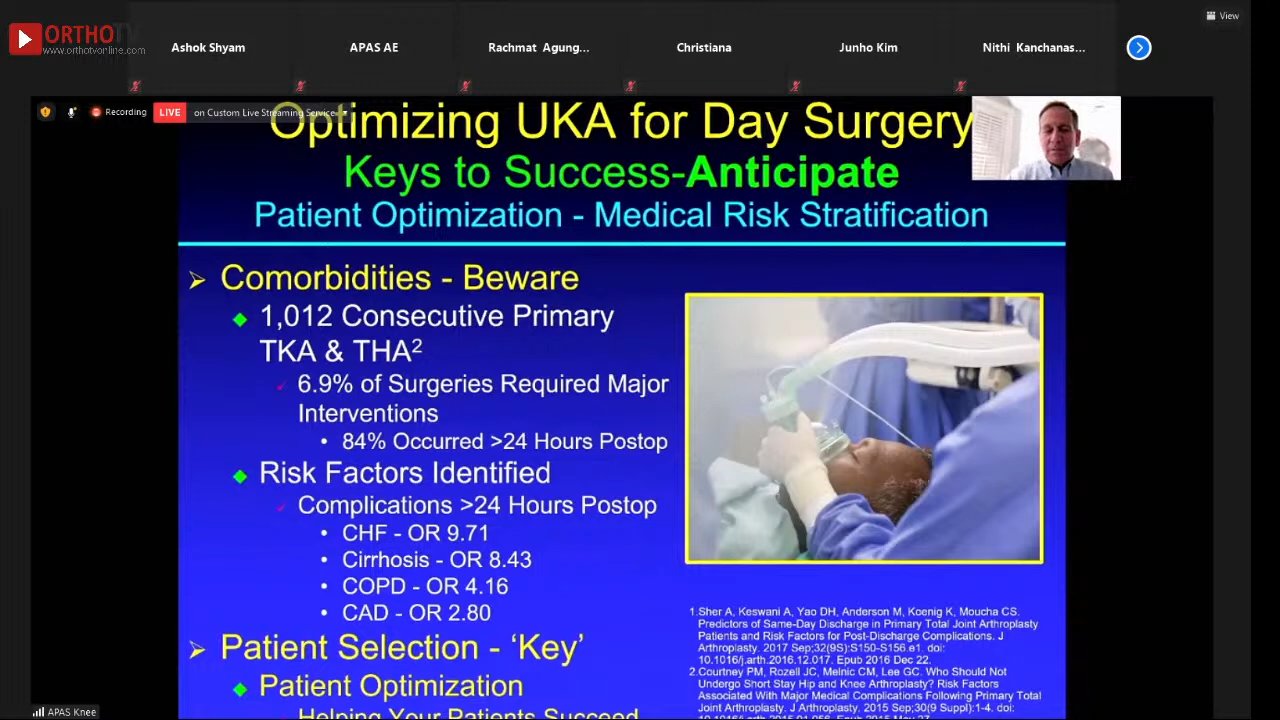 ORTHOTV
www.orthotvonline.com
Ashok Shyam
APAS AE
Rachmat Agung...
Christiana
Junho Kim
Nithi Kanchanas...
View
Recording
LIVE
on Custom Live Streaming Service
Optimizing UKA for Day Surgery
Keys to Success-Anticipate
Patient Optimization - Medical Risk Stratification
Comorbidities - Beware
1,012 Consecutive Primary
TKA & THA2
6.9% of Surgeries Required Major
Interventions
84% Occurred >24 Hours Postop
Risk Factors Identified
Complications >24 Hours Postop
CHF - OR 9.71
Cirrhosis - OR 8.43
COPD - OR 4.16
CAD - OR 2.80
Patient Selection - ‘Key’
Patient Optimization
Helping Your Patients Succeed
1.Sher A, Keswani A, Yao DH, Anderson M, Koenig K, Moucha CS.
Predictors of Same-Day Discharge in Primary Total Joint Arthroplasty
Patients and Risk Factors for Post-Discharge Complications. J
Arthroplasty. 2017 Sep;32(9S):S150-S156.e1. doi:
10.1016/j.arth.2016.12.017. Epub 2016 Dec 22.
2.Courtney PM, Rozell JC, Melnic CM, Lee GC. Who Should Not
Undergo Short Stay Hip and Knee Arthroplasty? Risk Factors
Associated With Major Medical Complications Following Primary Total
Joint Arthroplasty. J Arthroplasty. 2015 Sep;30(9 Suppl):1-4. doi:
APAS Knee